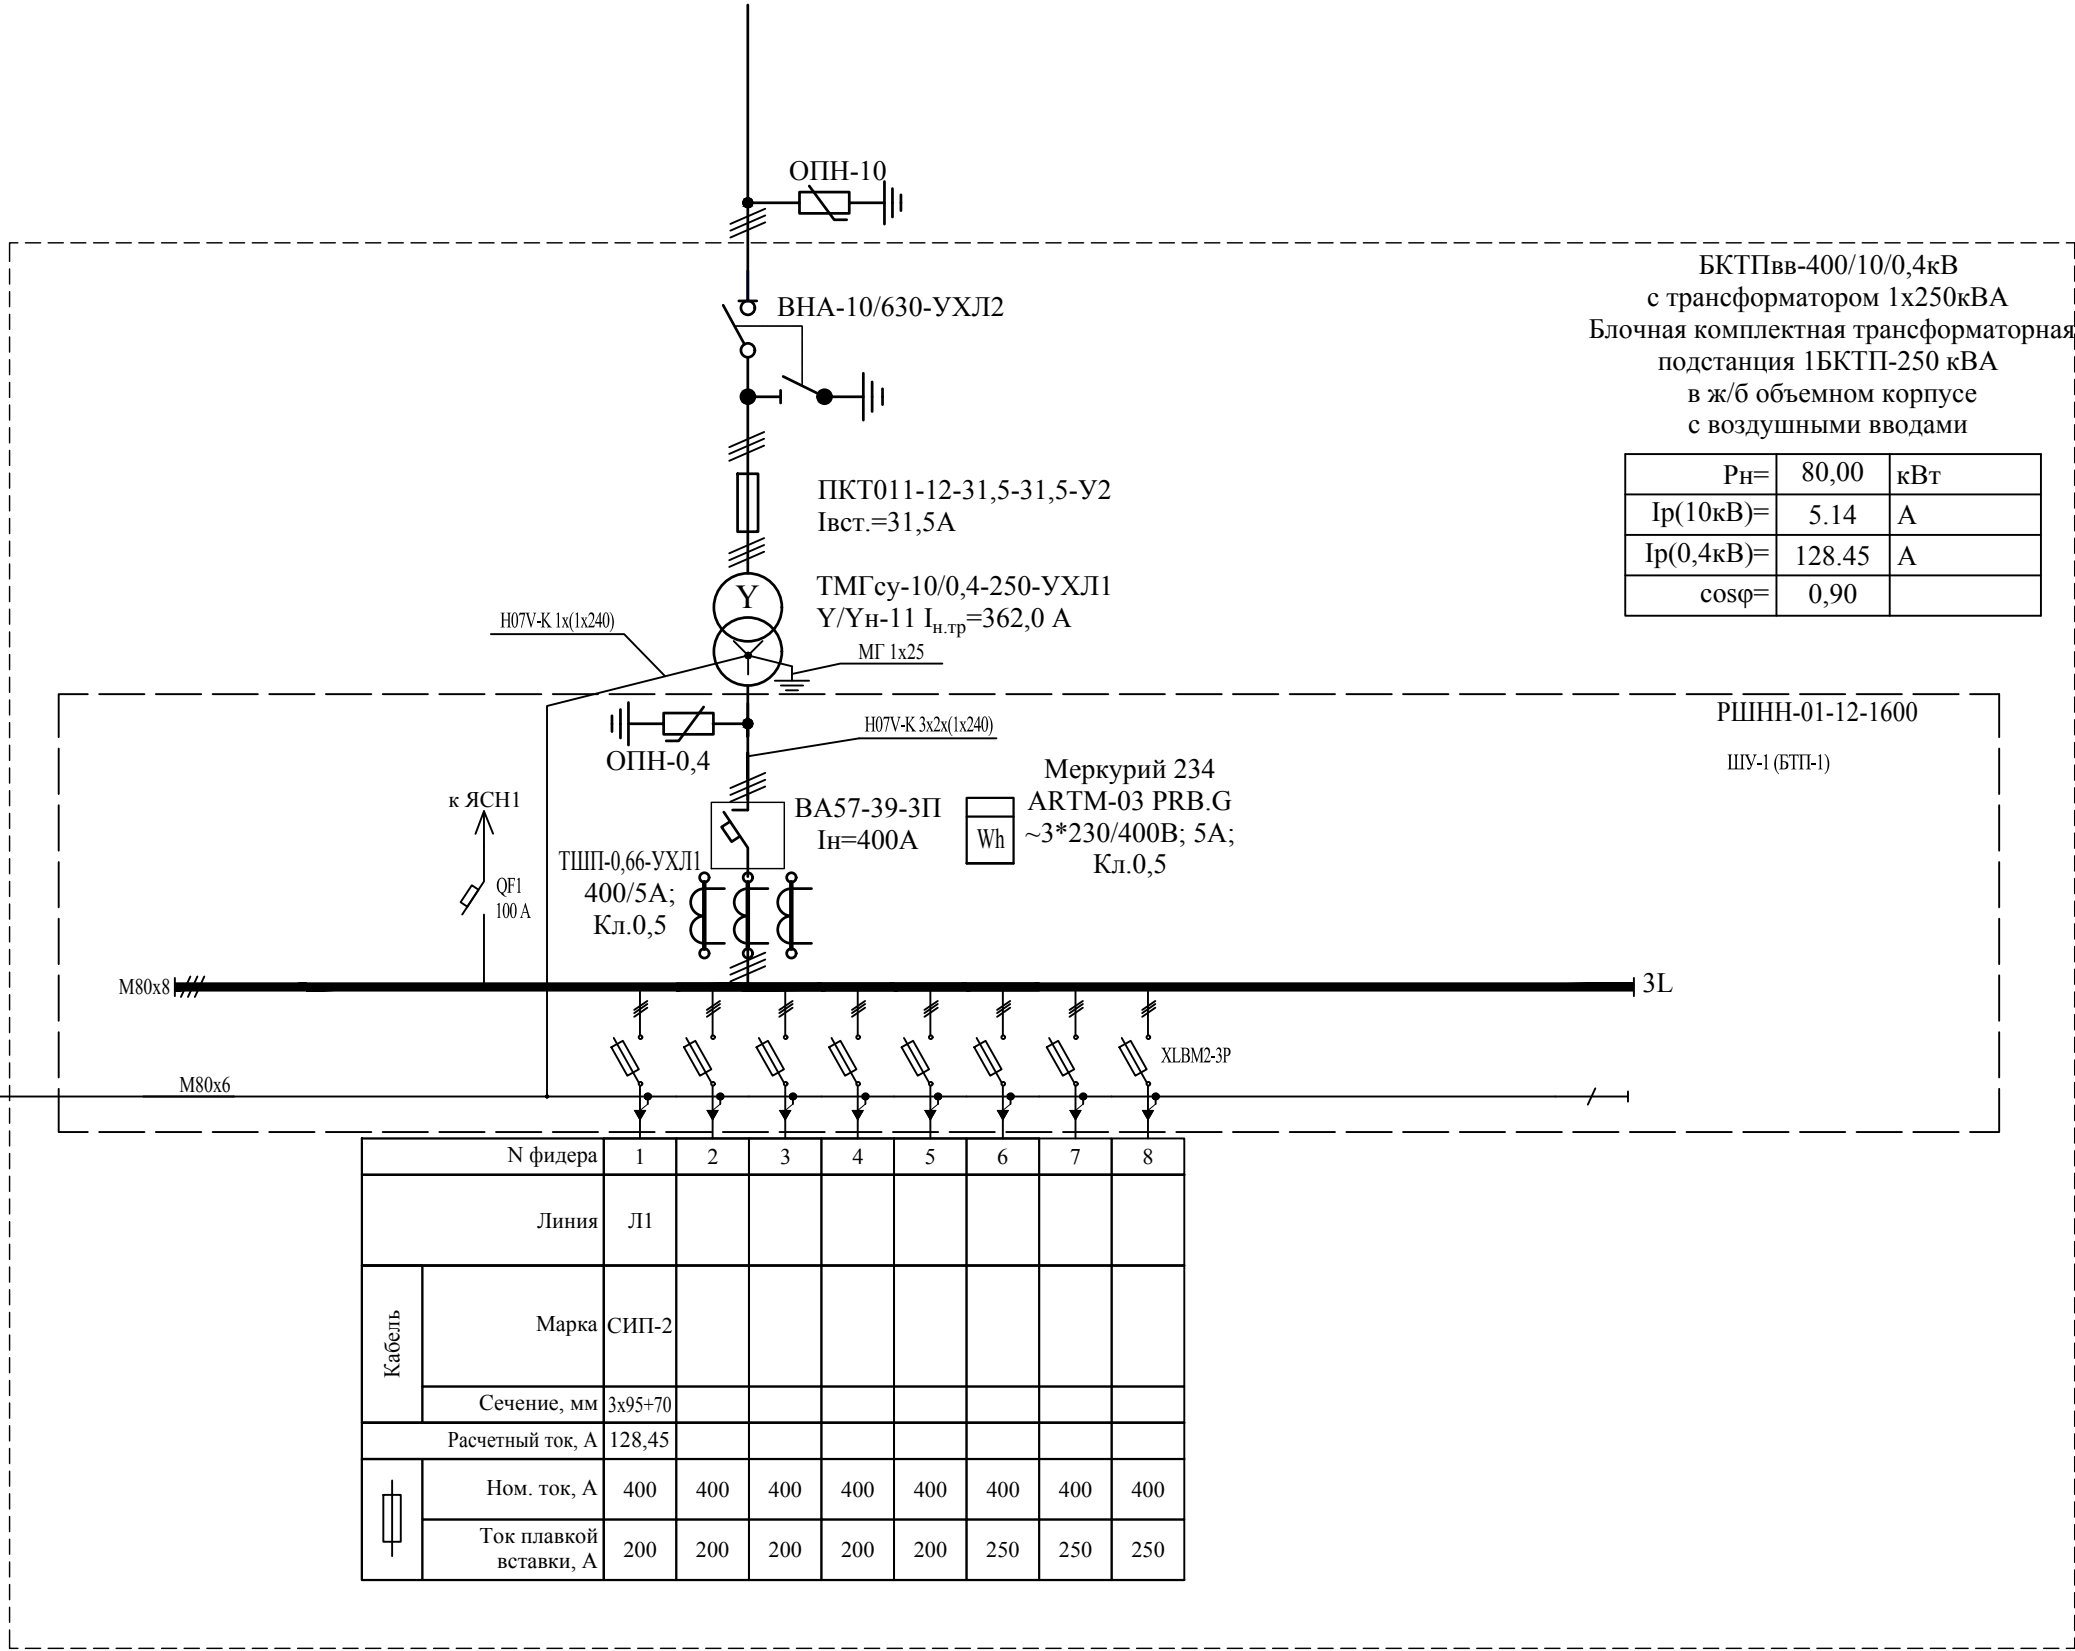 ОПН-10
БКТПвв-400/10/0,4кВ
с трансформатором 1х250кВА
Блочная комплектная трансформаторная
подстанция 1БКТП-250 кВА
в ж/б объемном корпусе
с воздушными вводами
ВНА-10/630-УХЛ2
Рн= 80,00 кВт
Iр(10кВ)= 5.14 А
Iр(0,4кВ)= 128.45 А
cosφ= 0,90
ПКТ011-12-31,5-31,5-У2
Iвст.=31,5А
Y
ТМГсу-10/0,4-250-УХЛ1
Y/Yн-11 Iн.тр=362,0 А
H07V-K 1x(1x240)
МГ 1х25
РШНН-01-12-1600
ШУ-1 (БТП-1)
H07V-K 3x2x(1x240)
ОПН-0,4
к ЯСН1
ВА57-39-3П
Iн=400А
Wh
Меркурий 234
ARTM-03 PRB.G
~3*230/400В; 5А;
Кл.0,5
ТШП-0,66-УХЛ1
400/5А;
Кл.0,5
QF1
100 А
М80х8
3L
XLBM2-3P
М80х6
N фидера 1 2 3 4 5 6 7 8
Линия Л1
Кабель
Марка СИП-2
Сечение, мм 3х95+70
Расчетный ток, А 128,45
Ном. ток, А 400 400 400 400 400 400 400 400
Ток плавкой
вставки, А 200 200 200 200 200 250 250 250